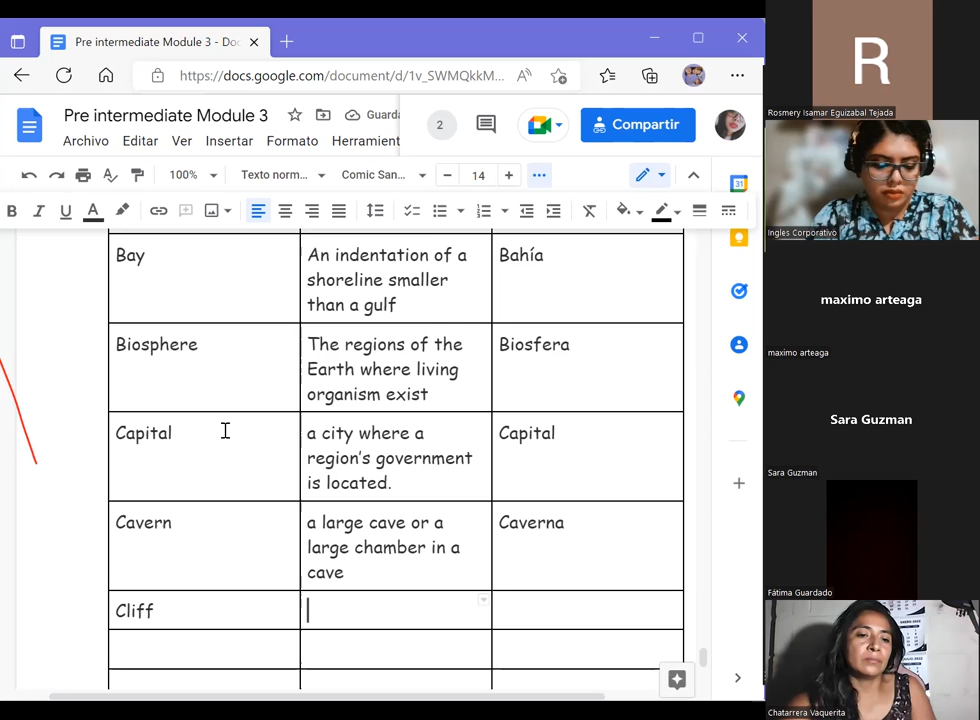 Pre intermediate Module 3 - Doc
https://docs.google.com/document/d/1v_SWMQkkM...
Pre intermediate Module 3
Guarda
Archivo Editar Ver Insertar Formato Herramient
2
Compartir
100% Texto norm... Comic San... 14
Bay
An indentation of a
shoreline smaller
than a gulf
Bahía
Biosphere
The regions of the
Earth where living
organism exist
Biosfera
Capital
a city where a
region's government
is located.
Capital
Cavern
a large cave or a
large chamber in a
cave
Caverna
Cliff
R
Rosmery Isamar Eguizabal Tejada
Ingles Corporativo
maximo arteaga
maximo arteaga
Sara Guzman
Sara Guzman
Fátima Guardado
Chatarrera Vaquerita